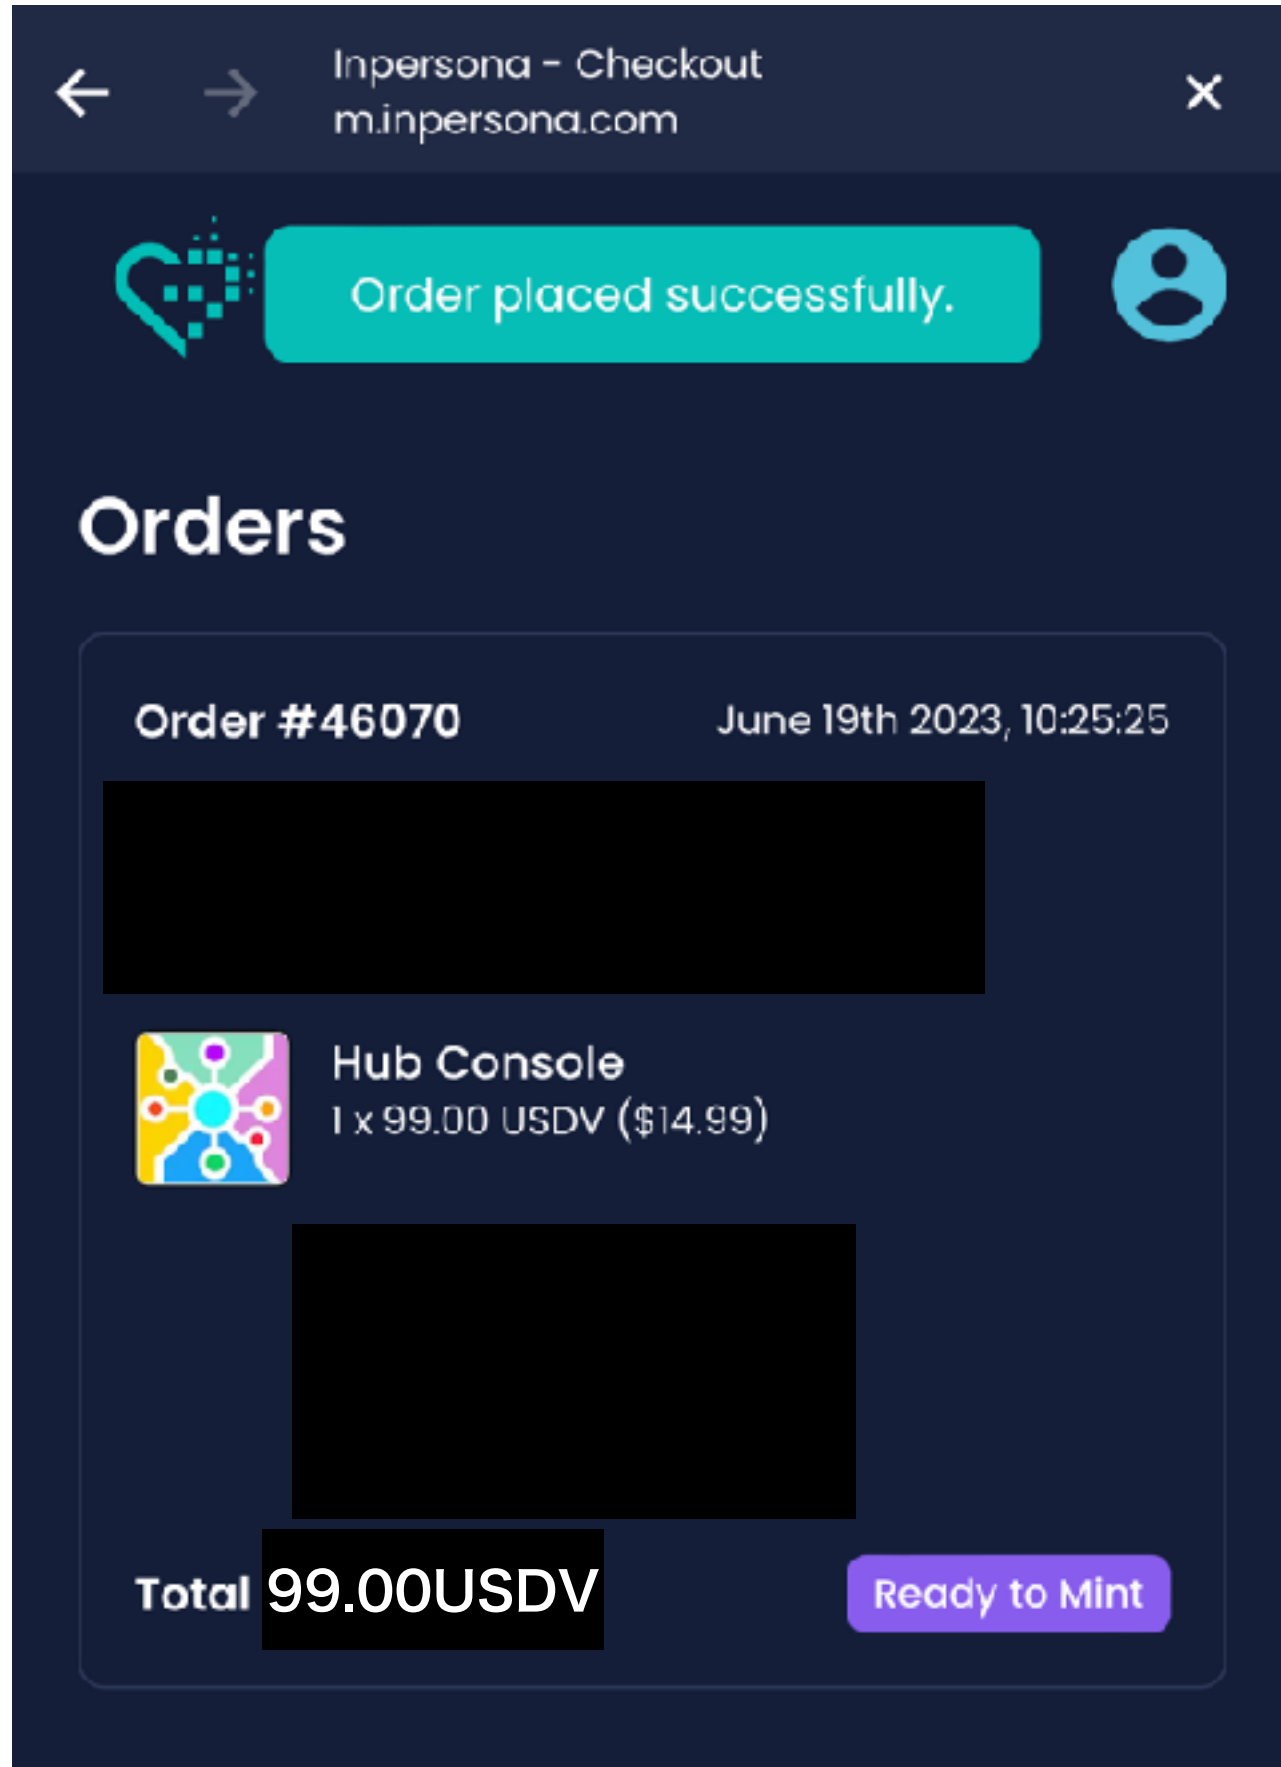 Inpersona - Checkout
m.inpersona.com
Order placed successfully.
Orders
Order #46070 June 19th 2023, 10:25:25
Hub Console
1 x 99.00 USDV ($14.99)
Total 99.00USDV Ready to Mint